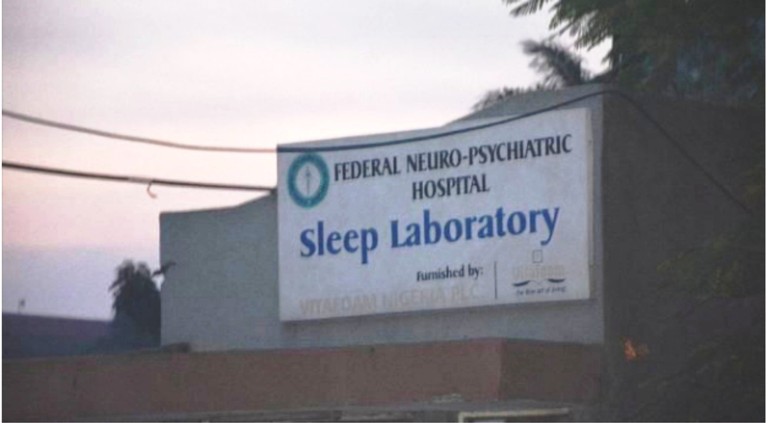 FEDERAL NEURO-PSYCHIATRIC
HOSPITAL
Sleep Laboratory
Furnished by:
VITAFOAM NIGERIA PLC